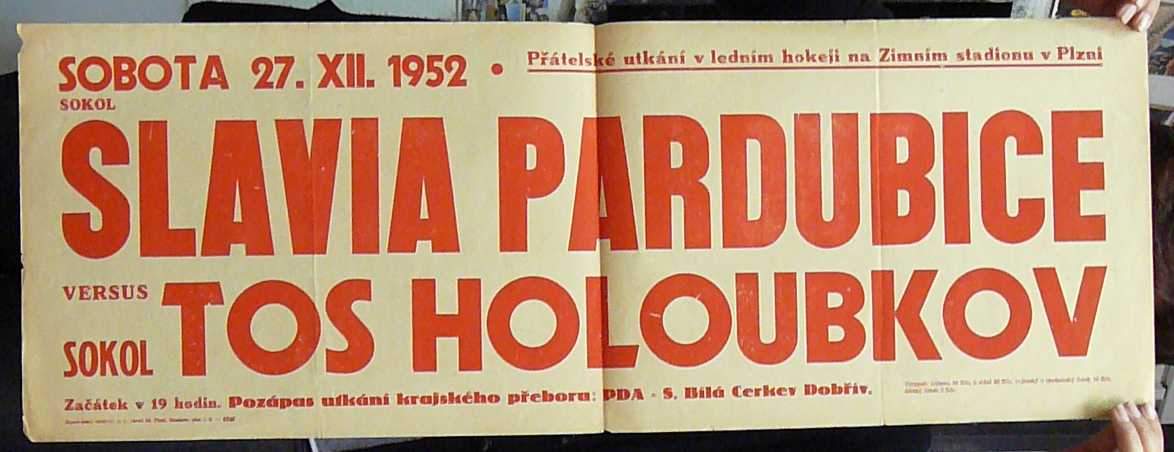 SOBOTA 27. XII. 1952 • Přátelské utkání v ledním hokeji na Zimním stadionu v Plzni
SOKOL
SLAVIA PARDUBICE
VERSUS
SOKOL TOS HOLOUBKOV
Začátek v 19 hodin. Pozápas utkání krajského přeboru: PDA - S. Bílá Cerkev Dobřív.